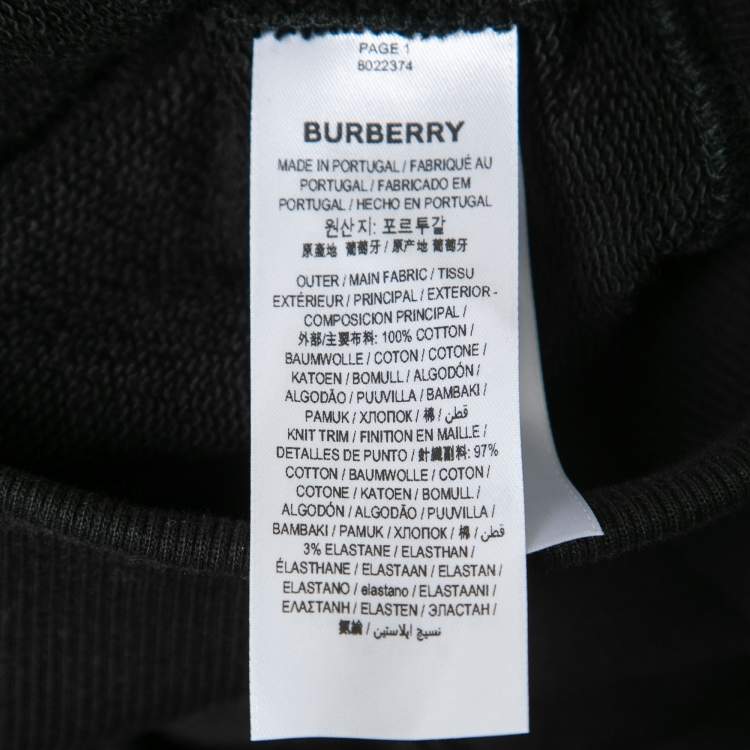 PAGE 1
8022374
BURBERRY
MADE IN PORTUGAL / FABRIQUÉ AU
PORTUGAL / FABRICADO EM
PORTUGAL / HECHO EN PORTUGAL
원산지: 포르투갈
原產地 葡萄牙 / 原产地 葡萄牙
OUTER / MAIN FABRIC / TISSU
EXTÉRIEUR / PRINCIPAL / EXTERIOR -
COMPOSICION PRINCIPAL /
外部/主要布料: 100% COTTON /
BAUMWOLLE / COTON / COTONE /
KATOEN / BOMULL / ALGODÓN /
ALGODÃO / PUUVILLA / BAMBAKI /
PAMUK / ХЛОПОК / 棉 / قطن /
KNIT TRIM / FINITION EN MAILLE /
DETALLES DE PUNTO / 針織副料: 97%
COTTON / BAUMWOLLE / COTON /
COTONE / KATOEN / BOMULL /
ALGODÓN / ALGODÃO / PUUVILLA /
BAMBAKI / PAMUK / ХЛОПОК / 棉 / قطن /
3% ELASTANE / ELASTHAN /
ÉLASTHANE / ELASTAAN / ELASTAN /
ELASTANO / elastano / ELASTAANI /
ΕΛΑΣΤΑΝΗ / ELASTEN / ЭЛАСТАН /
氨綸 / نسيج إيلاستين /